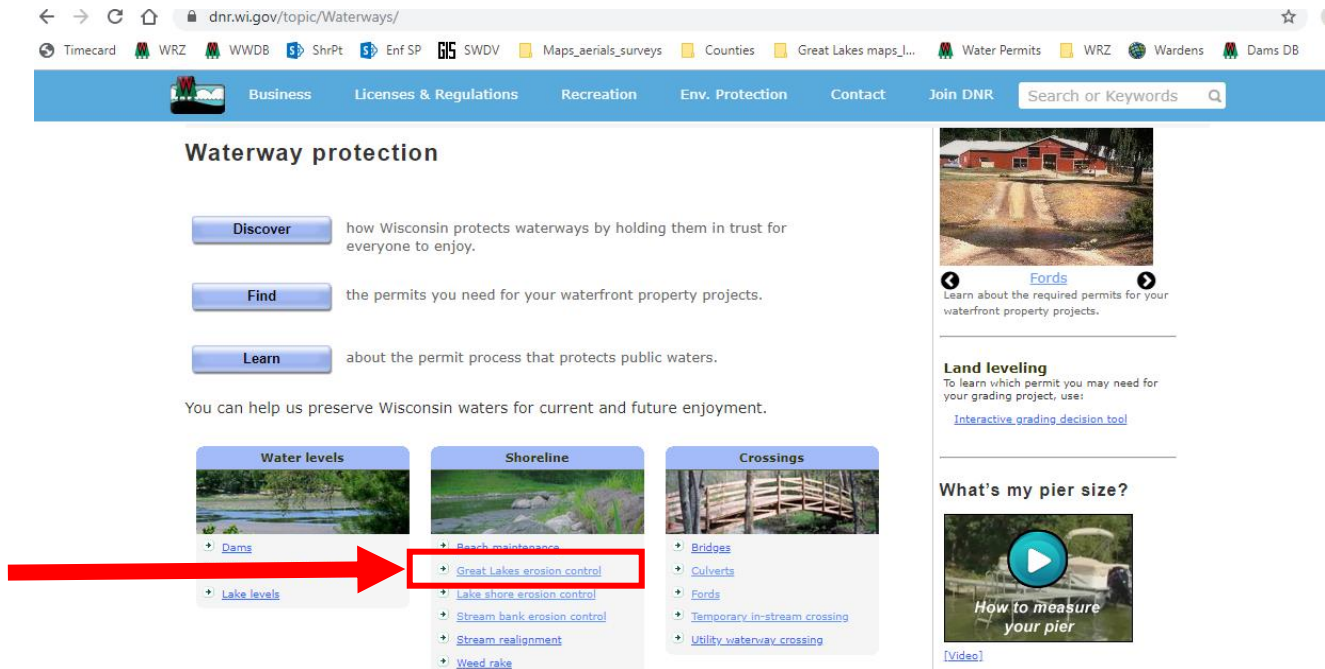 dnr.wi.gov/topic/Waterways/
Timecard WRZ WWDB ShrPt Enf SP GIS SWDV Maps_aerials_surveys Counties Great Lakes maps_l... Water Permits WRZ Wardens Dams DB
Business Licenses & Regulations Recreation Env. Protection Contact Join DNR Search or Keywords
Waterway protection
Discover how Wisconsin protects waterways by holding them in trust for
everyone to enjoy.
Find the permits you need for your waterfront property projects.
Learn about the permit process that protects public waters.
You can help us preserve Wisconsin waters for current and future enjoyment.
Water levels
Dams
Lake levels
Shoreline
Beach maintenance
Great Lakes erosion control
Lake shore erosion control
Stream bank erosion control
Stream realignment
Weed rake
Crossings
Bridges
Culverts
Fords
Temporary in-stream crossing
Utility waterway crossing
Fords
Learn about the required permits for your
waterfront property projects.
Land leveling
To learn which permit you may need for
your grading project, use:
Interactive grading decision tool
What's my pier size?
How to measure
your pier
[Video]